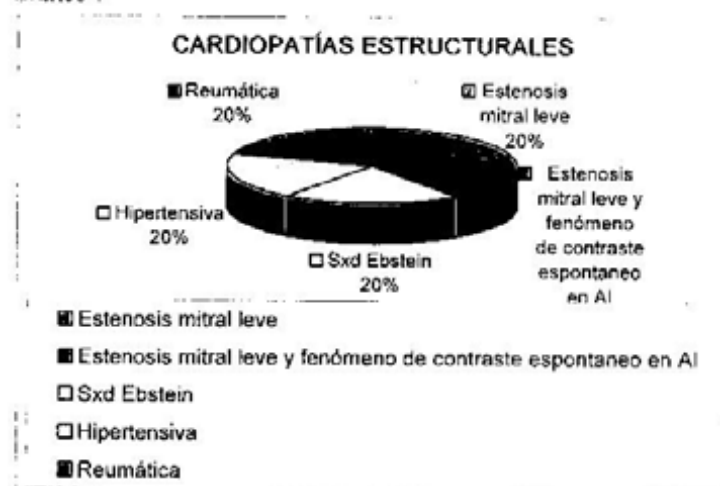 CARDIOPATÍAS ESTRUCTURALES
Reumática
20%
Estenosis
mitral leve
20%
Estenosis
mitral leve y
fenómeno
de contraste
espontaneo
en AI
Hipertensiva
20%
Sxd Ebstein
20%
Estenosis mitral leve
Estenosis mitral leve y fenómeno de contraste espontaneo en AI
Sxd Ebstein
Hipertensiva
Reumática